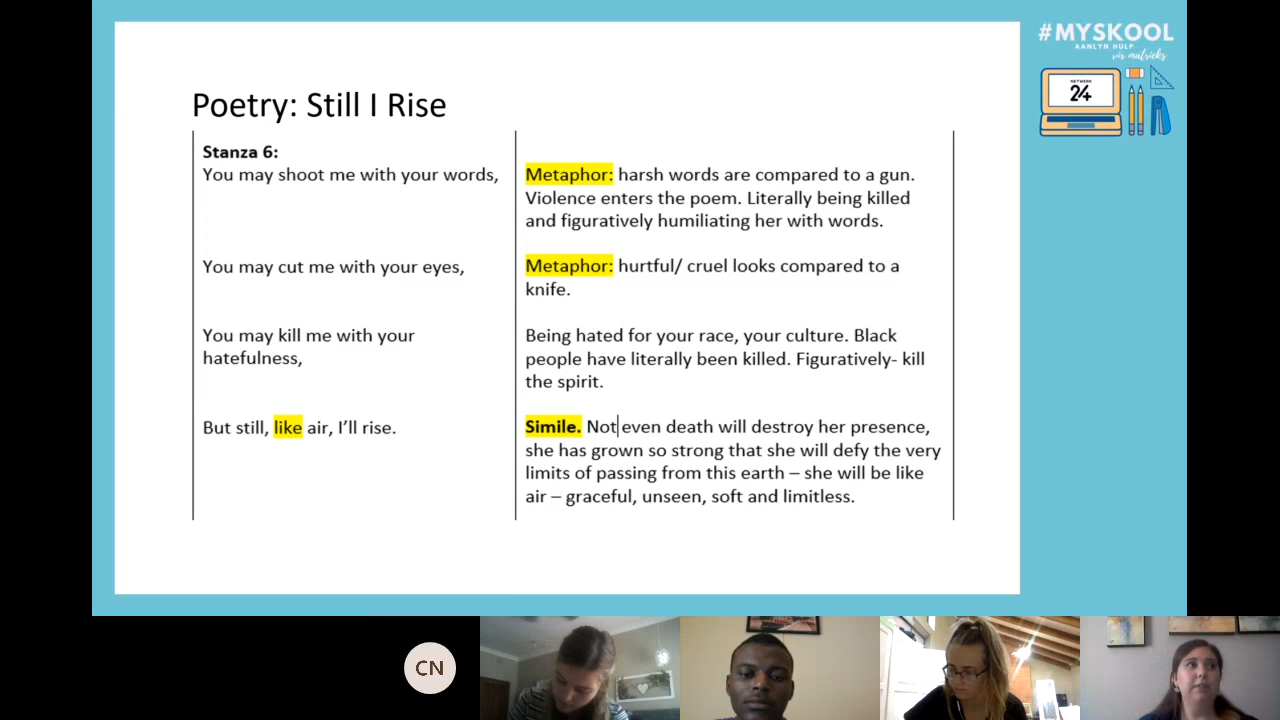 #MYSKOOL
AANLYN HULP
vir matrieks
NETWERK
24
Poetry: Still I Rise
Stanza 6:
You may shoot me with your words,
Metaphor: harsh words are compared to a gun.
Violence enters the poem. Literally being killed
and figuratively humiliating her with words.
You may cut me with your eyes,
Metaphor: hurtful/ cruel looks compared to a
knife.
You may kill me with your
hatefulness,
Being hated for your race, your culture. Black
people have literally been killed. Figuratively- kill
the spirit.
But still, like air, I’ll rise.
Simile. Not even death will destroy her presence,
she has grown so strong that she will defy the very
limits of passing from this earth – she will be like
air – graceful, unseen, soft and limitless.
CN